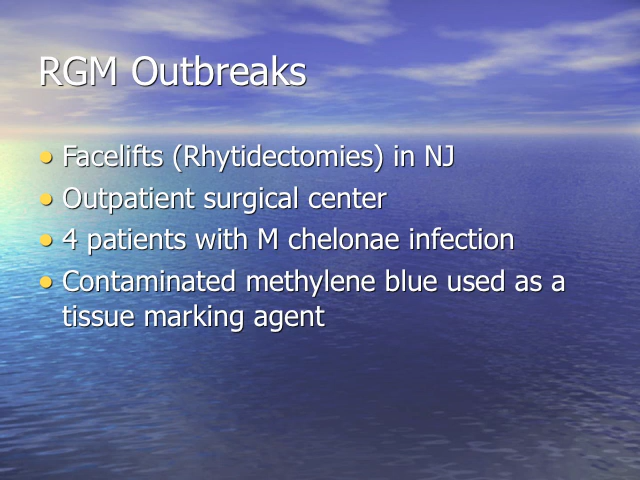 RGM Outbreaks
• Facelifts (Rhytidectomies) in NJ
• Outpatient surgical center
• 4 patients with M chelonae infection
• Contaminated methylene blue used as a
tissue marking agent